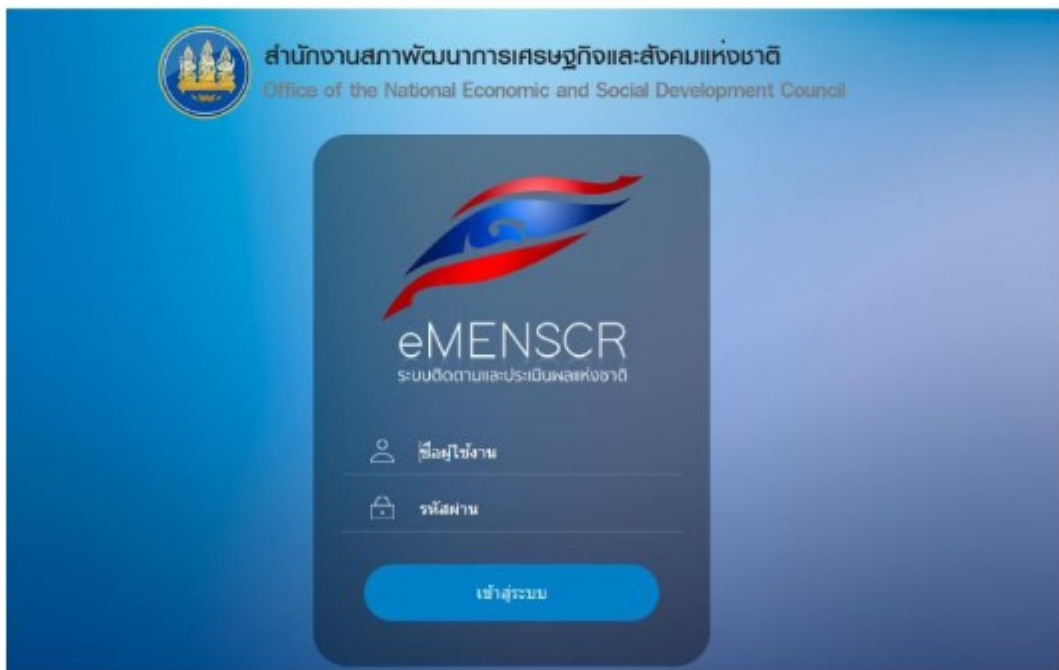 สำนักงานสภาพัฒนาการเศรษฐกิจและสังคมแห่งชาติ
Office of the National Economic and Social Development Council
eMENSCR
ระบบติดตามและประเมินผลแห่งชาติ
ชื่อผู้ใช้งาน
รหัสผ่าน
เข้าสู่ระบบ